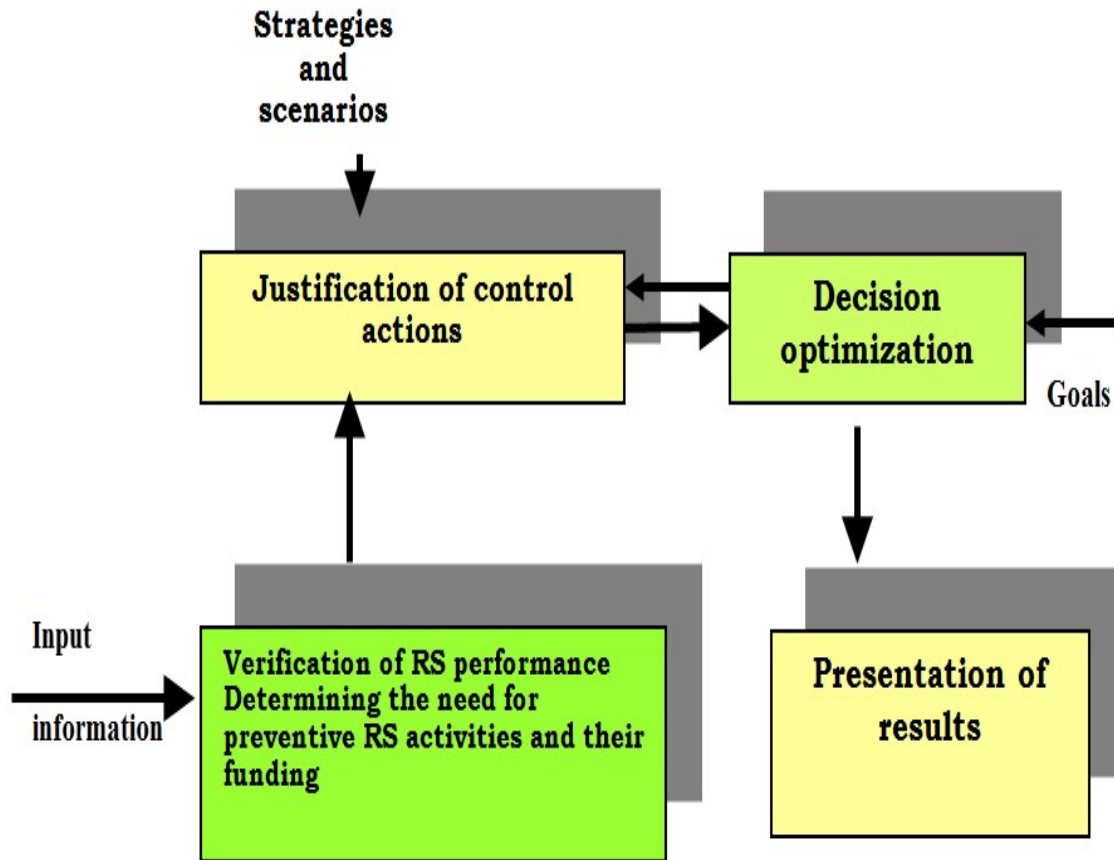 Strategies
and
scenarios
Justification of control
actions
Decision
optimization
Goals
Input
information
Verification of RS performance
Determining the need for
preventive RS activities and their
funding
Presentation of
results